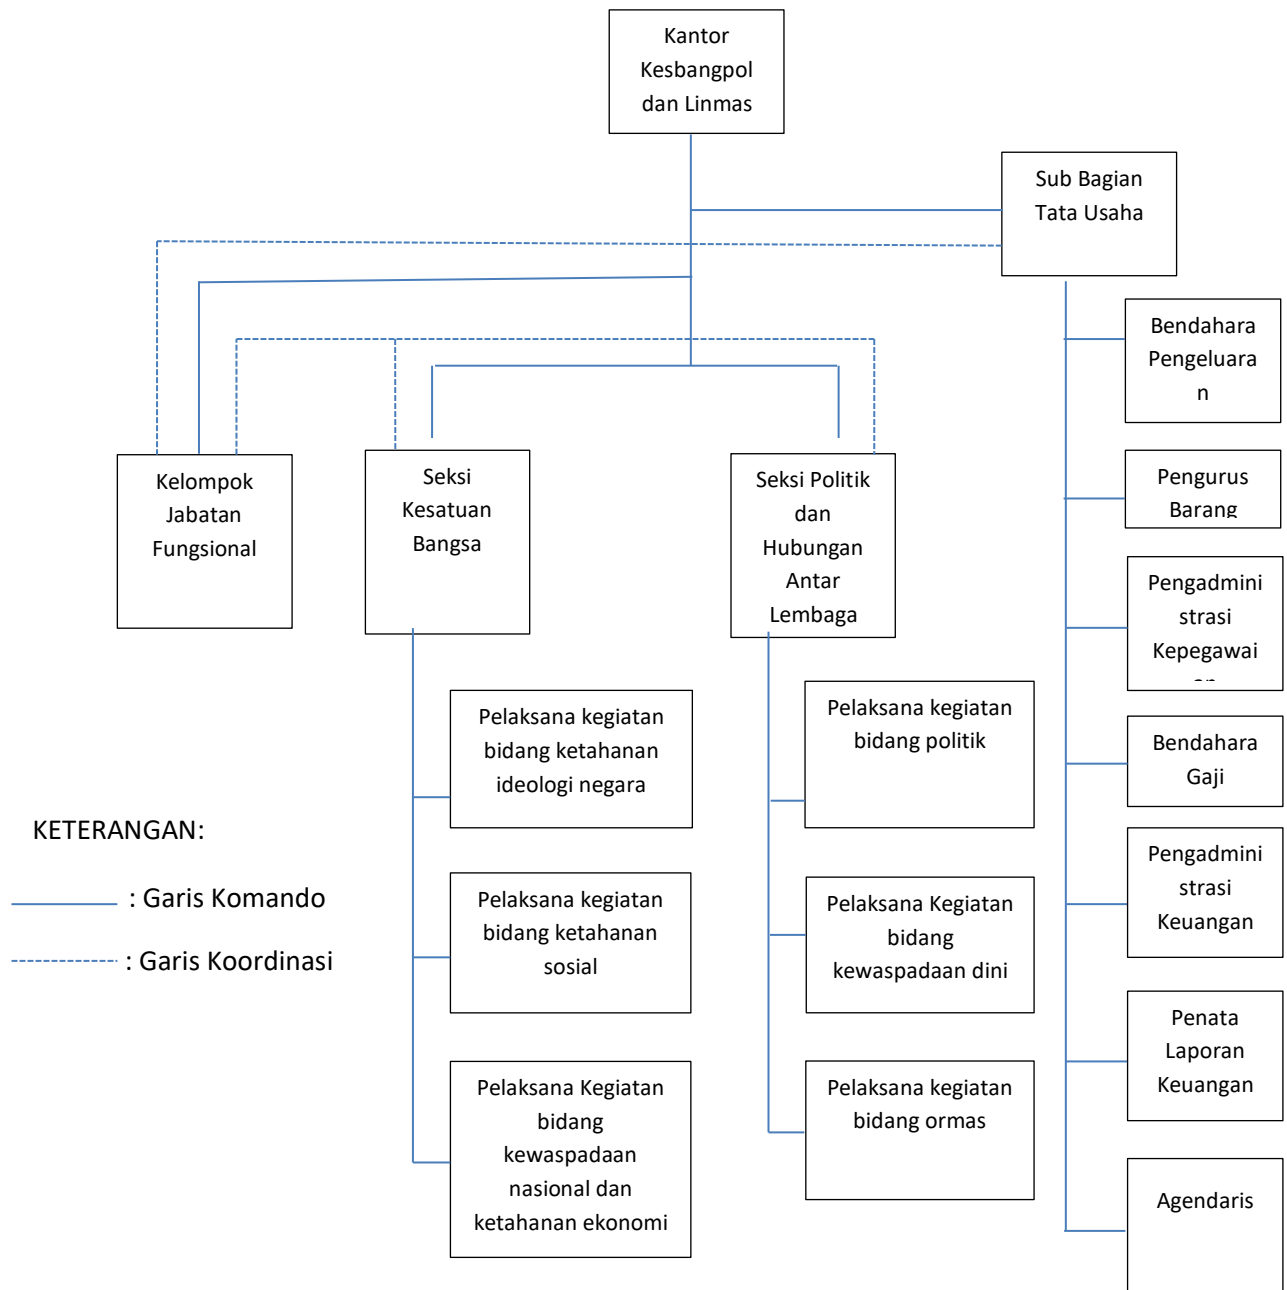 Kantor
Kesbangpol
dan Linmas
Sub Bagian
Tata Usaha
Bendahara
Pengeluara
n
Pengurus
Barang
Pengadmini
strasi
Kepegawai
Bendahara
Gaji
Pengadmini
strasi
Keuangan
Penata
Laporan
Keuangan
Agendaris
Kelompok
Jabatan
Fungsional
Seksi
Kesatuan
Bangsa
Seksi Politik
dan
Hubungan
Antar
Lembaga
Pelaksana kegiatan
bidang ketahanan
ideologi negara
Pelaksana kegiatan
bidang ketahanan
sosial
Pelaksana Kegiatan
bidang
kewaspadaan
nasional dan
ketahanan ekonomi
Pelaksana kegiatan
bidang politik
Pelaksana Kegiatan
bidang
kewaspadaan dini
Pelaksana kegiatan
bidang ormas
KETERANGAN:
: Garis Komando
: Garis Koordinasi